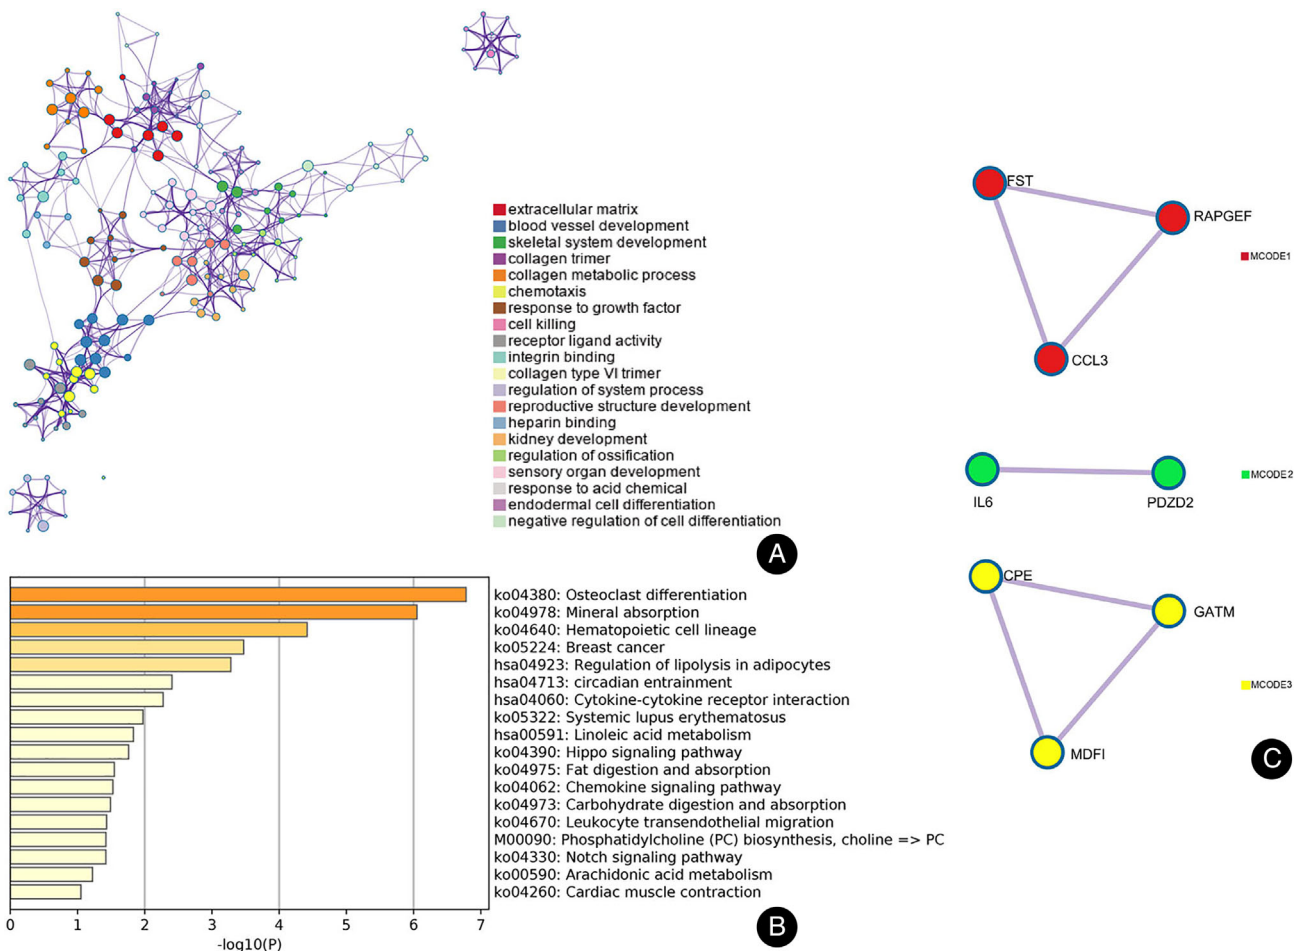 extracellular matrix
blood vessel development
skeletal system development
collagen trimer
collagen metabolic process
chemotaxis
response to growth factor
cell killing
receptor ligand activity
integrin binding
collagen type VI trimer
regulation of system process
reproductive structure development
heparin binding
kidney development
regulation of ossification
sensory organ development
response to acid chemical
endodermal cell differentiation
negative regulation of cell differentiation
A
ko04380: Osteoclast differentiation
ko04978: Mineral absorption
ko04640: Hematopoietic cell lineage
ko05224: Breast cancer
hsa04923: Regulation of lipolysis in adipocytes
hsa04713: circadian entrainment
hsa04060: Cytokine-cytokine receptor interaction
ko05322: Systemic lupus erythematosus
hsa00591: Linoleic acid metabolism
ko04390: Hippo signaling pathway
ko04975: Fat digestion and absorption
ko04062: Chemokine signaling pathway
ko04973: Carbohydrate digestion and absorption
ko04670: Leukocyte transendothelial migration
M00090: Phosphatidylcholine (PC) biosynthesis, choline => PC
ko04330: Notch signaling pathway
ko00590: Arachidonic acid metabolism
ko04260: Cardiac muscle contraction
0 1 2 3 4 5 6 7
-log10(P)
B
FST
RAPGEF
MCODE1
CCL3
IL6
PDZD2
MCODE2
CPE
GATM
MCODE3
MDFI
C